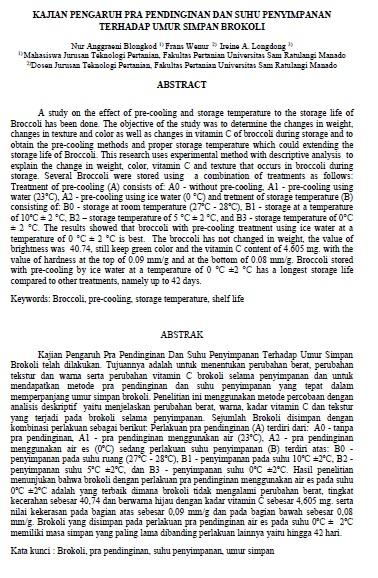 KAJIAN PENGARUH PRA PENDINGINAN DAN SUHU PENYIMPANAN
TERHADAP UMUR SIMPAN BROKOLI
Nur Anggraeni Blongkod 1) Frans Wenur 2) Ireine A. Longdong 2)
1) Mahasiswa Jurusan Teknologi Pertanian, Fakultas Pertanian Universitas Sam Ratulangi Manado
2) Dosen Jurusan Teknologi Pertanian, Fakultas Pertanian Universitas Sam Ratulangi Manado
ABSTRACT
A study on the effect of pre-cooling and storage temperature to the storage life of
Broccoli has been done. The objective of the study was to determine the changes in weight,
changes in texture and color as well as changes in vitamin C of broccoli during storage and to
obtain the pre-cooling methods and proper storage temperature which could extending the
storage life of Broccoli. This research uses experimental method with descriptive analysis to
explain the change in weight, color, vitamin C and texture that occurs in broccoli during
storage. Several Broccoli were stored using a combination of treatments as follows:
Treatment of pre-cooling (A) consists of: A0 - without pre-cooling, A1 - pre-cooling using
water (23°C), A2 - pre-cooling using ice water (0 °C) and tretment of storage temperature (B)
consisting of: B0 - storage at room temperature (27°C - 28°C), B1 - storage at a temperature
of 10°C ± 2 °C, B2 – storage temperature of 5 °C ± 2 °C, and B3 - storage temperature of 0°C
± 2 °C. The results showed that broccoli with pre-cooling treatment using ice water at a
temperature of 0 °C ± 2 °C is best. The broccoli has not changed in weight, the value of
brightness was 40.74, still keep green color and the vitamin C content of 4.605 mg. with the
value of hardness at the top of 0.09 mm/g and at the bottom of 0.08 mm/g. Broccoli stored
with pre-cooling by ice water at a temperature of 0 °C ±2 °C has a longest storage life
compared to other treatments, namely up to 42 days.
Keywords: Broccoli, pre-cooling, storage temperature, shelf life
ABSTRAK
Kajian Pengaruh Pra Pendinginan Dan Suhu Penyimpanan Terhadap Umur Simpan
Brokoli telah dilakukan. Tujuannya adalah untuk menentukan perubahan berat, perubahan
tekstur dan warna serta perubahan vitamin C brokoli selama penyimpanan dan untuk
mendapatkan metode pra pendinginan dan suhu penyimpanan yang tepat dalam
memperpanjang umur simpan brokoli. Penelitian ini menggunakan metode percobaan dengan
analisis deskriptif yaitu menjelaskan perubahan berat, warna, kadar vitamin C dan tekstur
yang terjadi pada brokoli selama penyimpanan. Sejumlah Brokoli disimpan dengan
kombinasi perlakuan sebagai berikut: Perlakuan pra pendinginan (A) terdiri dari: A0 - tanpa
pra pendinginan, A1 - pra pendinginan menggunakan air (23°C), A2 - pra pendinginan
menggunakan air es (0°C) sedang perlakuan suhu penyimpanan (B) terdiri atas: B0 -
penyimpanan pada suhu ruang (27°C - 28°C), B1 - penyimpanan pada suhu 10°C ±2°C, B2 -
penyimpanan suhu 5°C ±2°C, dan B3 - penyimpanan suhu 0°C ±2°C. Hasil penelitian
menunjukan bahwa brokoli dengan perlakuan pra pendinginan menggunakan air es pada suhu
0°C ±2°C adalah yang terbaik dimana brokoli tidak mengalami perubahan berat, tingkat
kecerahan sebesar 40,74 dan berwarna hijau dengan kadar vitamin C sebesar 4,605 mg. serta
nilai kekerasan pada bagian atas sebesar 0,09 mm/g dan pada bagian bawah sebesar 0,08
mm/g. Brokoli yang disimpan pada perlakuan pra pendinginan air es pada suhu 0°C ± 2°C
memiliki masa simpan yang paling lama dibanding perlakuan lainnya yaitu hingga 42 hari.
Kata kunci : Brokoli, pra pendinginan, suhu penyimpanan, umur simpan